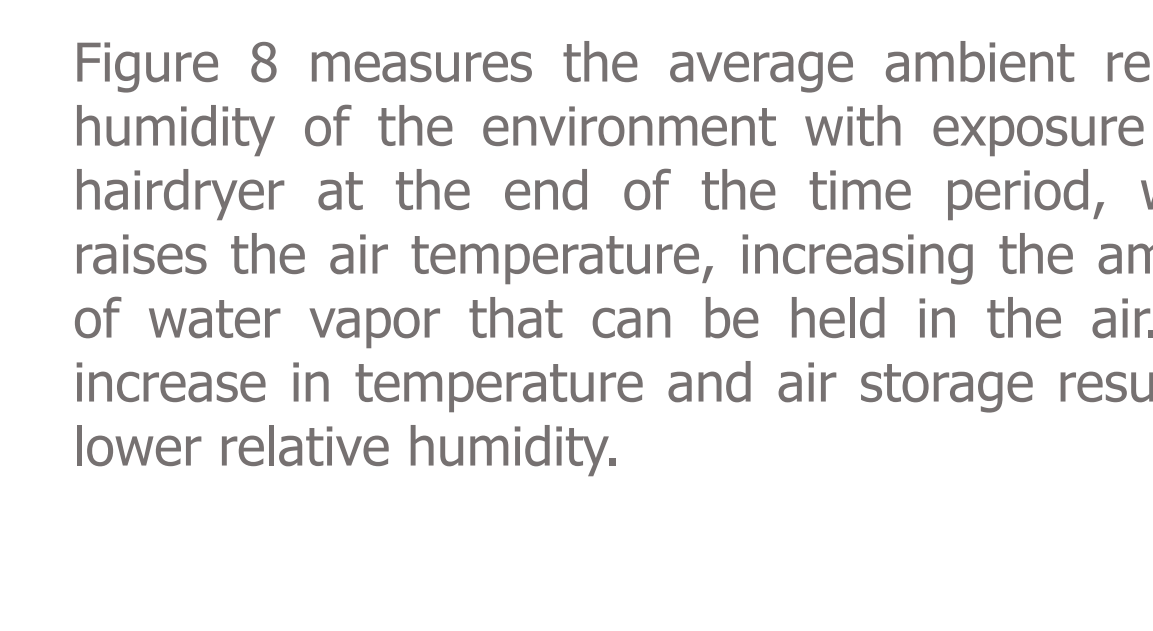 Figure 8 measures the average ambient re
humidity of the environment with exposure
hairdryer at the end of the time period,
raises the air temperature, increasing the am
of water vapor that can be held in the air.
increase in temperature and air storage resu
lower relative humidity.